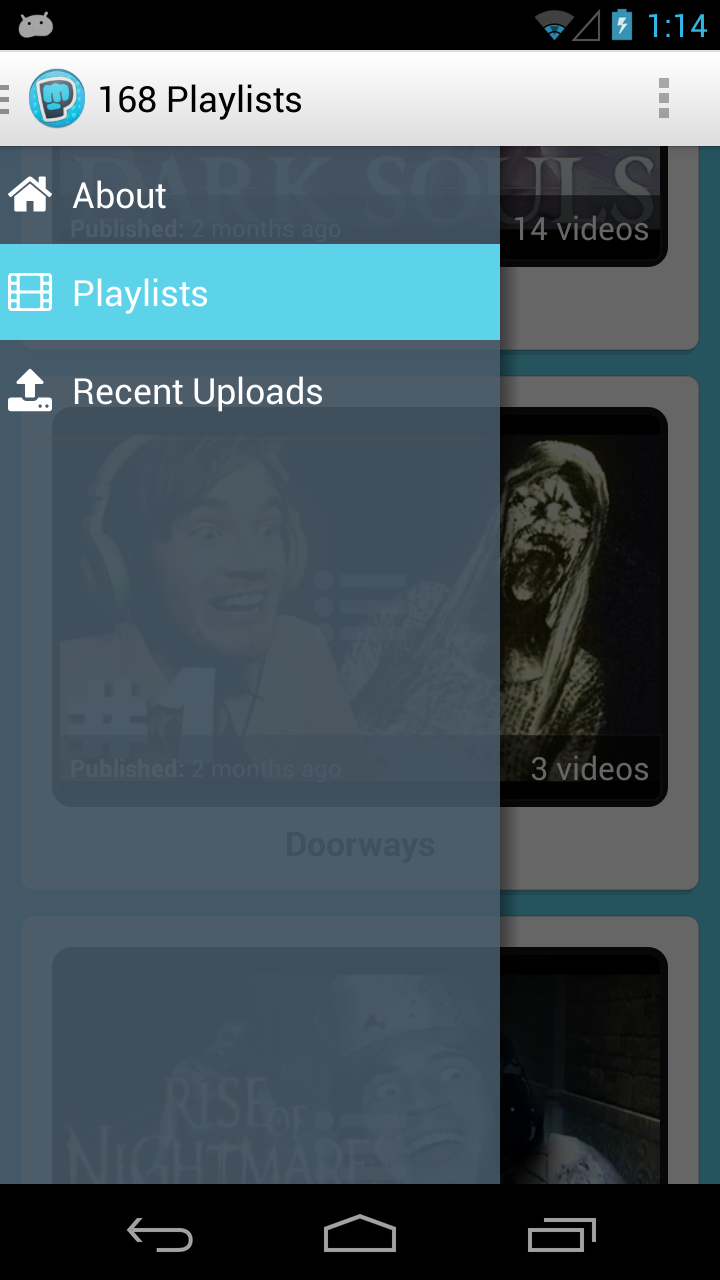 1:14
168 Playlists
DARK SOULS
About
Published: 2 months ago
14 videos
Playlists
Recent Uploads
#1
Published: 2 months ago
3 videos
Doorways
RISE OF
NIGHTMARES